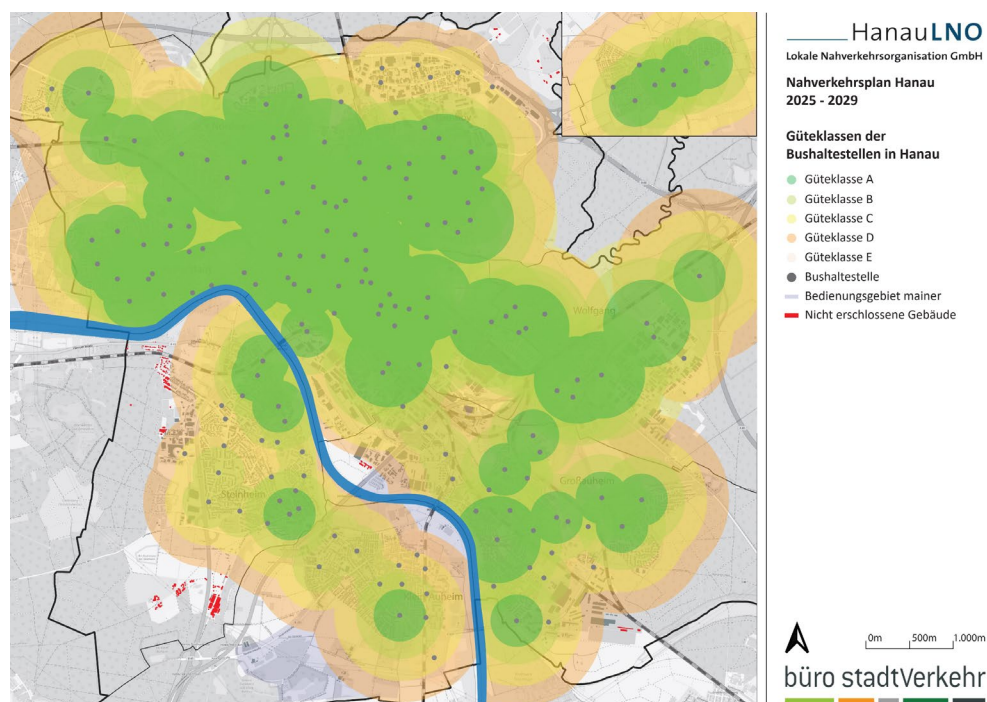 HanauLNO
Lokale Nahverkehrsorganisation GmbH
Nahverkehrsplan Hanau
2025 - 2029
Güteklassen der
Bushaltestellen in Hanau
Güteklasse A
Güteklasse B
Güteklasse C
Güteklasse D
Güteklasse E
Bushaltestelle
Bedienungsgebiet mainer
Nicht erschlossene Gebäude
Wolfgang
Großauheim
Steinheim
0m 500m 1.000m
büro stadtVerkehr